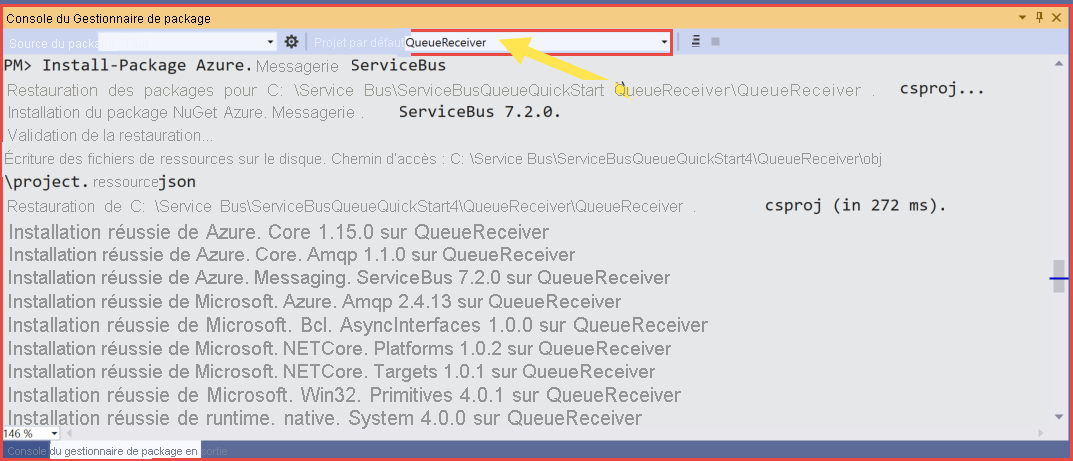 Console du Gestionnaire de package
Source du package Projet par défaut QueueReceiver
PM> Install-Package Azure. Messagerie ServiceBus
Restauration des packages pour C: \Service Bus\ServiceBusQueueQuickStart QueueReceiver\QueueReceiver . csproj...
Installation du package NuGet Azure. Messagerie . ServiceBus 7.2.0.
Validation de la restauration...
Écriture des fichiers de ressources sur le disque. Chemin d'accès : C: \Service Bus\ServiceBusQueueQuickStart4\QueueReceiver\obj
\project. ressource json
Restauration de C: \Service Bus\ServiceBusQueueQuickStart4\QueueReceiver\QueueReceiver . csproj (in 272 ms).
Installation réussie de Azure. Core 1.15.0 sur QueueReceiver
Installation réussie de Azure. Core. Amqp 1.1.0 sur QueueReceiver
Installation réussie de Azure. Messaging. ServiceBus 7.2.0 sur QueueReceiver
Installation réussie de Microsoft. Azure. Amqp 2.4.13 sur QueueReceiver
Installation réussie de Microsoft. Bcl. AsyncInterfaces 1.0.0 sur QueueReceiver
Installation réussie de Microsoft. NETCore. Platforms 1.0.2 sur QueueReceiver
Installation réussie de Microsoft. NETCore. Targets 1.0.1 sur QueueReceiver
Installation réussie de Microsoft. Win32. Primitives 4.0.1 sur QueueReceiver
Installation réussie de runtime. native. System 4.0.0 sur QueueReceiver
146 %
Console du gestionnaire de package en sortie